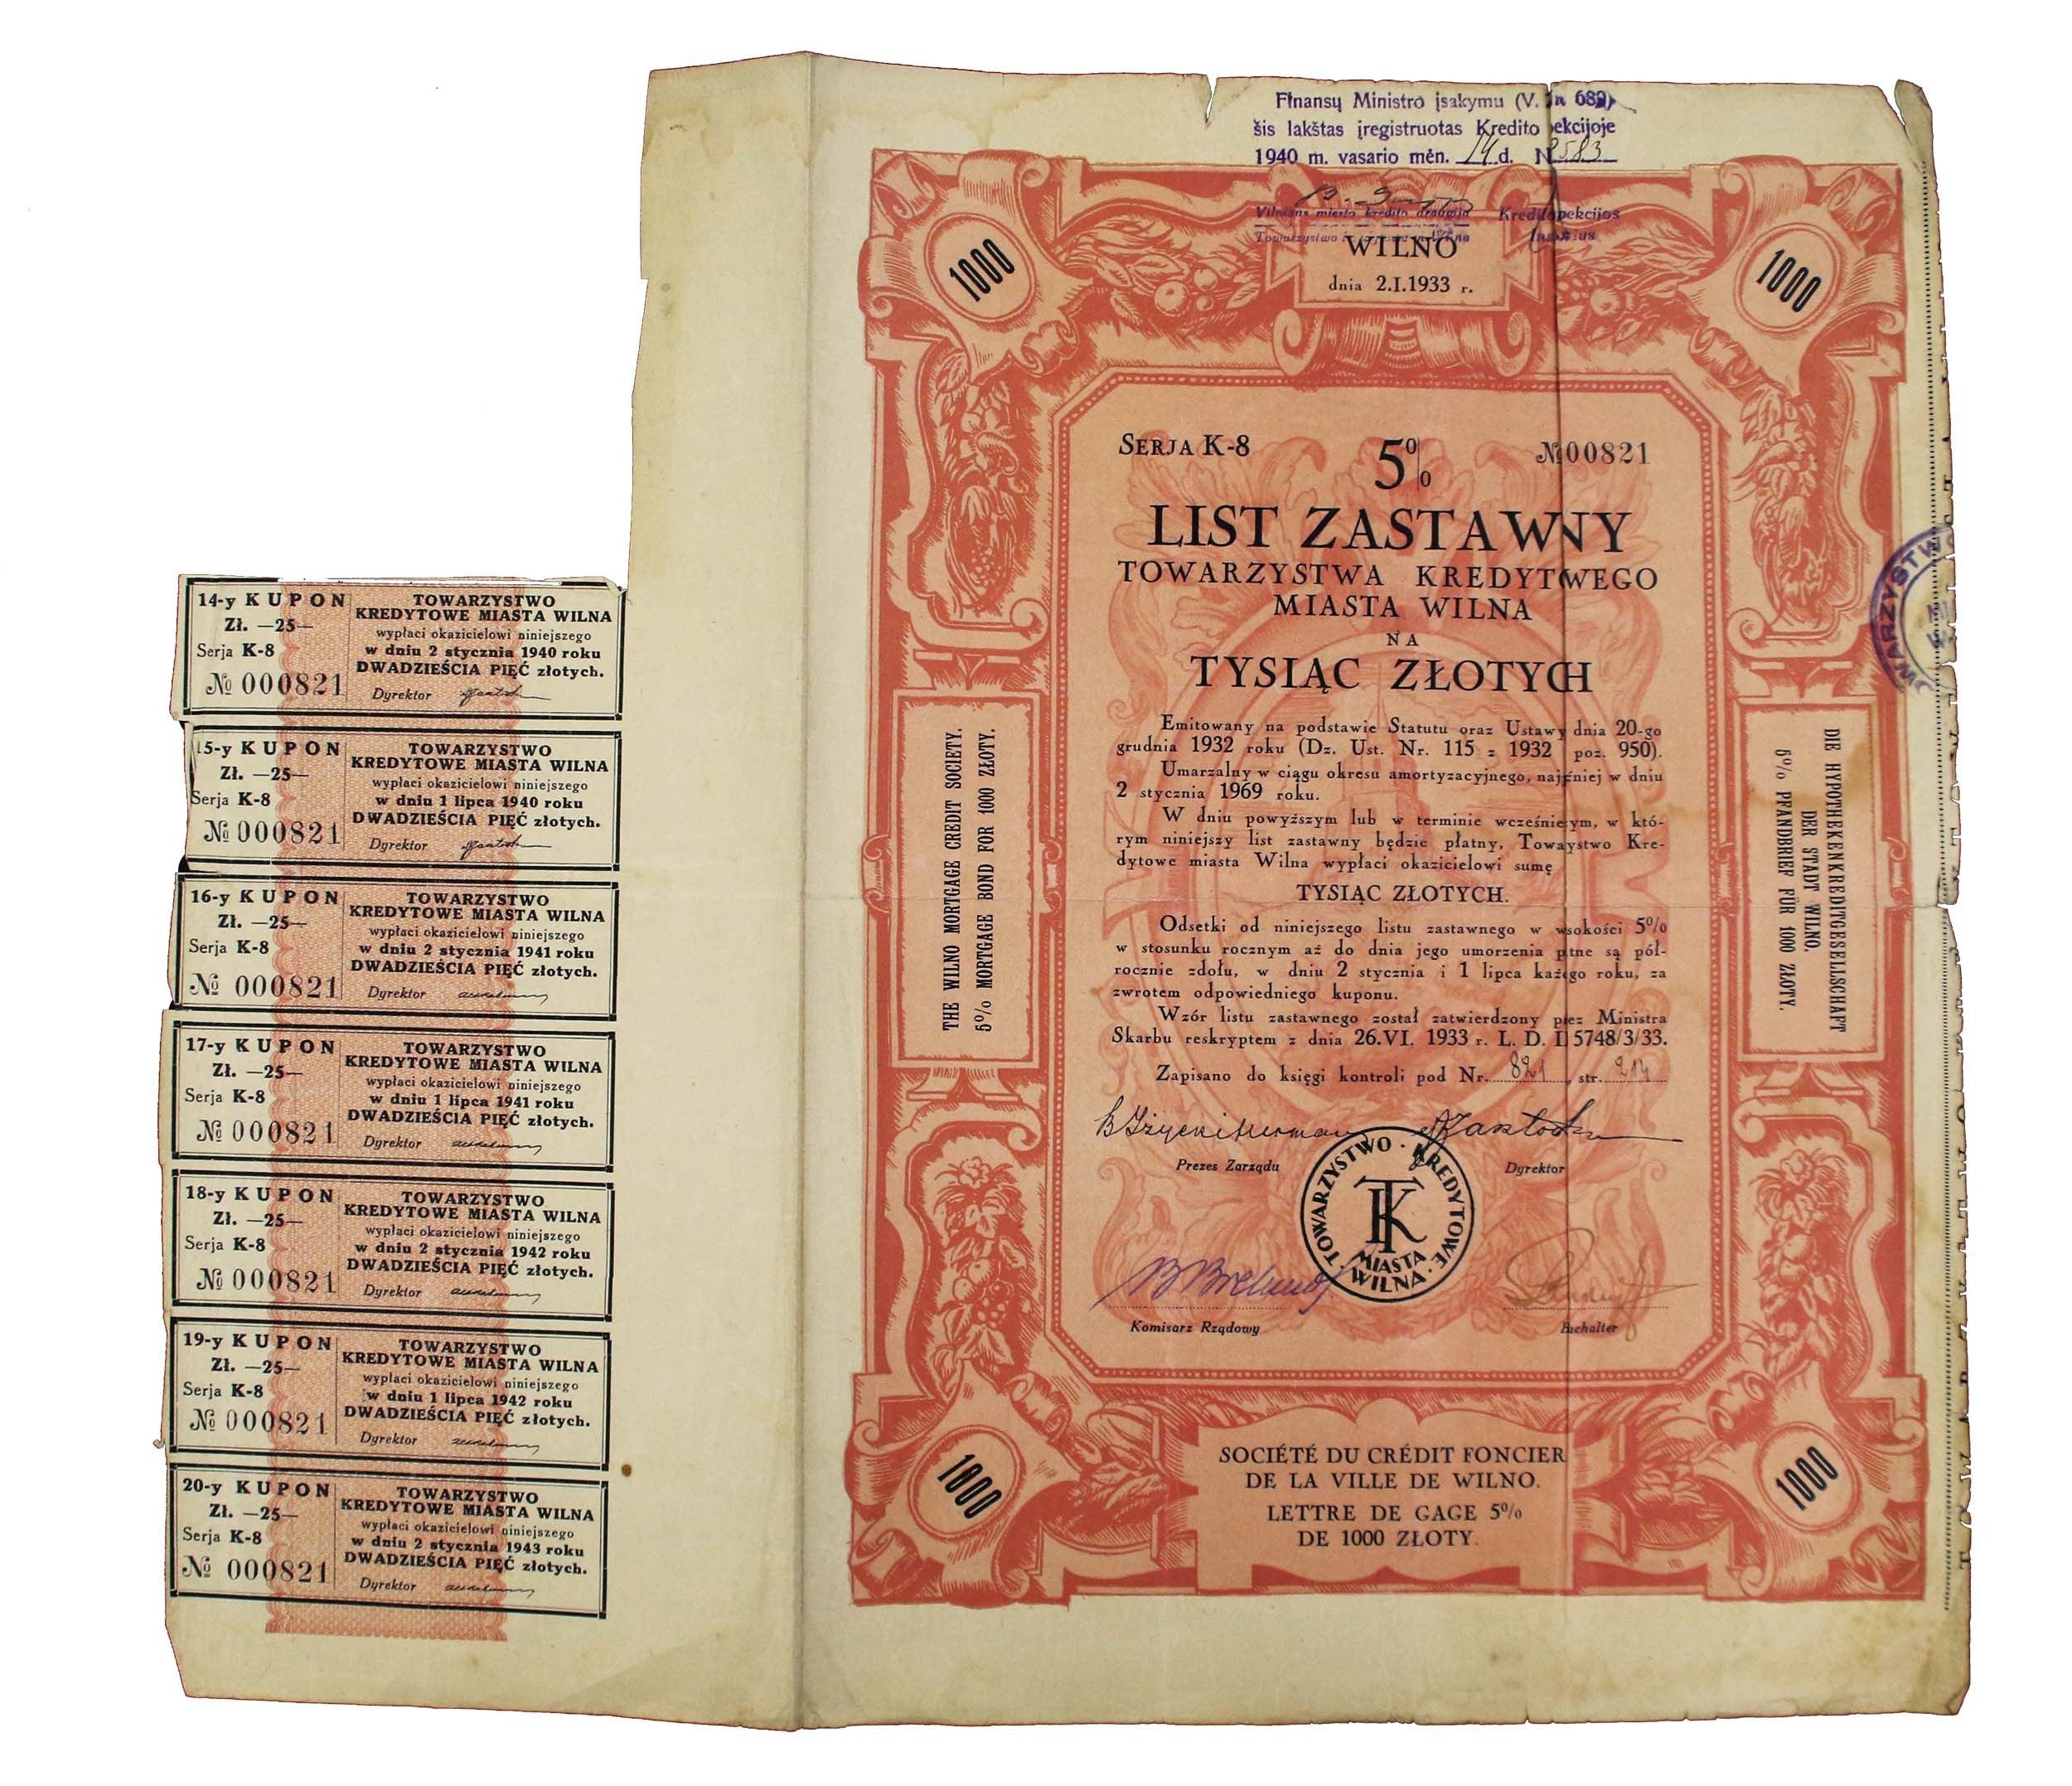 Finansų Ministro įsakymu (V.
šis lakštas įregistruotas Kredito
1940 m. vasario mėn. 14 d. N 2583
Vilniaus miesto kredito draugija
WILNO
dnia 2.I.1933 r.
1000
1000
SERJA K-8
5%
№00821
LIST ZASTAWNY
TOWARZYSTWA KREDYTOWEGO
MIASTA WILNA
NA
TYSIĄC ZŁOTYCH
Emitowany na podstawie Statutu oraz Ustawy dnia 20-go
grudnia 1932 roku (Dz. Ust. Nr. 115 z 1932 poz. 950).
Umarzalny w ciągu okresu amortyzacyjnego, w dniu
2 stycznia 1969 roku.
W dniu powyższym lub w terminie wcześniejszym, w któ-
rym niniejszy list zastawny będzie płatny, Towarzystwo Kre-
dytowe miasta Wilna wypłaci okazicielowi sumę
TYSIĄC ZŁOTYCH.
Odsetki od niniejszego listu zastawnego w wysokości 5%
w stosunku rocznym aż do dnia jego umorzenia płatne są pół-
rocznie zdołu, w dniu 2 stycznia i 1 lipca każdego roku, za
zwrotem odpowiedniego kuponu.
Wzór listu zastawnego został zatwierdzony przez Ministra
Skarbu reskryptem z dnia 26.VI. 1933 r. L. D. I 5748/3/33.
Zapisano do księgi kontroli pod Nr. 821, str. 214
Prezes Zarządu
Dyrektor
TOWARZYSTWO · KREDYTOWE ·
MIASTA
WILNA
TK
Komisarz Rządowy
Buchalter
THE WILNO MORTGAGE CREDIT SOCIETY.
5% MORTGAGE BOND FOR 1000 ZŁOTY.
DIE HYPOTHEKENKREDITGESELLSCHAFT
DER STADT WILNO.
5% PFANDBRIEF FÜR 1000 ZŁOTY.
1000
1000
SOCIÉTÉ DU CRÉDIT FONCIER
DE LA VILLE DE WILNO.
LETTRE DE GAGE 5%
DE 1000 ZŁOTY.
14-y KUPON
Zł. —25—
Serja K-8
№ 000821
TOWARZYSTWO
KREDYTOWE MIASTA WILNA
wypłaci okazicielowi niniejszego
w dniu 2 stycznia 1940 roku
DWADZIEŚCIA PIĘĆ złotych.
Dyrektor
15-y KUPON
Zł. —25—
Serja K-8
№ 000821
TOWARZYSTWO
KREDYTOWE MIASTA WILNA
wypłaci okazicielowi niniejszego
w dniu 1 lipca 1940 roku
DWADZIEŚCIA PIĘĆ złotych.
Dyrektor
16-y KUPON
Zł. —25—
Serja K-8
№ 000821
TOWARZYSTWO
KREDYTOWE MIASTA WILNA
wypłaci okazicielowi niniejszego
w dniu 2 stycznia 1941 roku
DWADZIEŚCIA PIĘĆ złotych.
Dyrektor
17-y KUPON
Zł. —25—
Serja K-8
№ 000821
TOWARZYSTWO
KREDYTOWE MIASTA WILNA
wypłaci okazicielowi niniejszego
w dniu 1 lipca 1941 roku
DWADZIEŚCIA PIĘĆ złotych.
Dyrektor
18-y KUPON
Zł. —25—
Serja K-8
№ 000821
TOWARZYSTWO
KREDYTOWE MIASTA WILNA
wypłaci okazicielowi niniejszego
w dniu 2 stycznia 1942 roku
DWADZIEŚCIA PIĘĆ złotych.
Dyrektor
19-y KUPON
Zł. —25—
Serja K-8
№ 000821
TOWARZYSTWO
KREDYTOWE MIASTA WILNA
wypłaci okazicielowi niniejszego
w dniu 1 lipca 1942 roku
DWADZIEŚCIA PIĘĆ złotych.
Dyrektor
20-y KUPON
Zł. —25—
Serja K-8
№ 000821
TOWARZYSTWO
KREDYTOWE MIASTA WILNA
wypłaci okazicielowi niniejszego
w dniu 2 stycznia 1943 roku
DWADZIEŚCIA PIĘĆ złotych.
Dyrektor